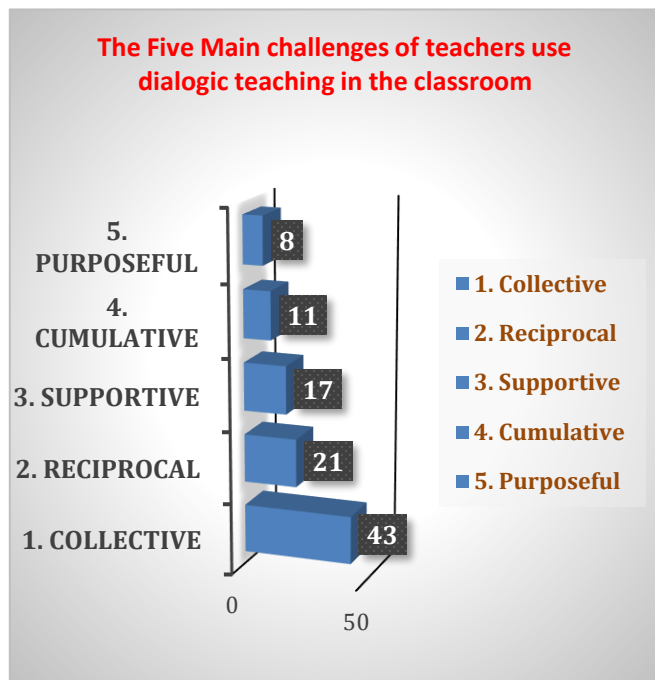 The Five Main challenges of teachers use
dialogic teaching in the classroom
5.
PURPOSEFUL
8
4.
CUMULATIVE
11
3. SUPPORTIVE
17
2. RECIPROCAL
21
1. COLLECTIVE
43
0
50
1. Collective
2. Reciprocal
3. Supportive
4. Cumulative
5. Purposeful